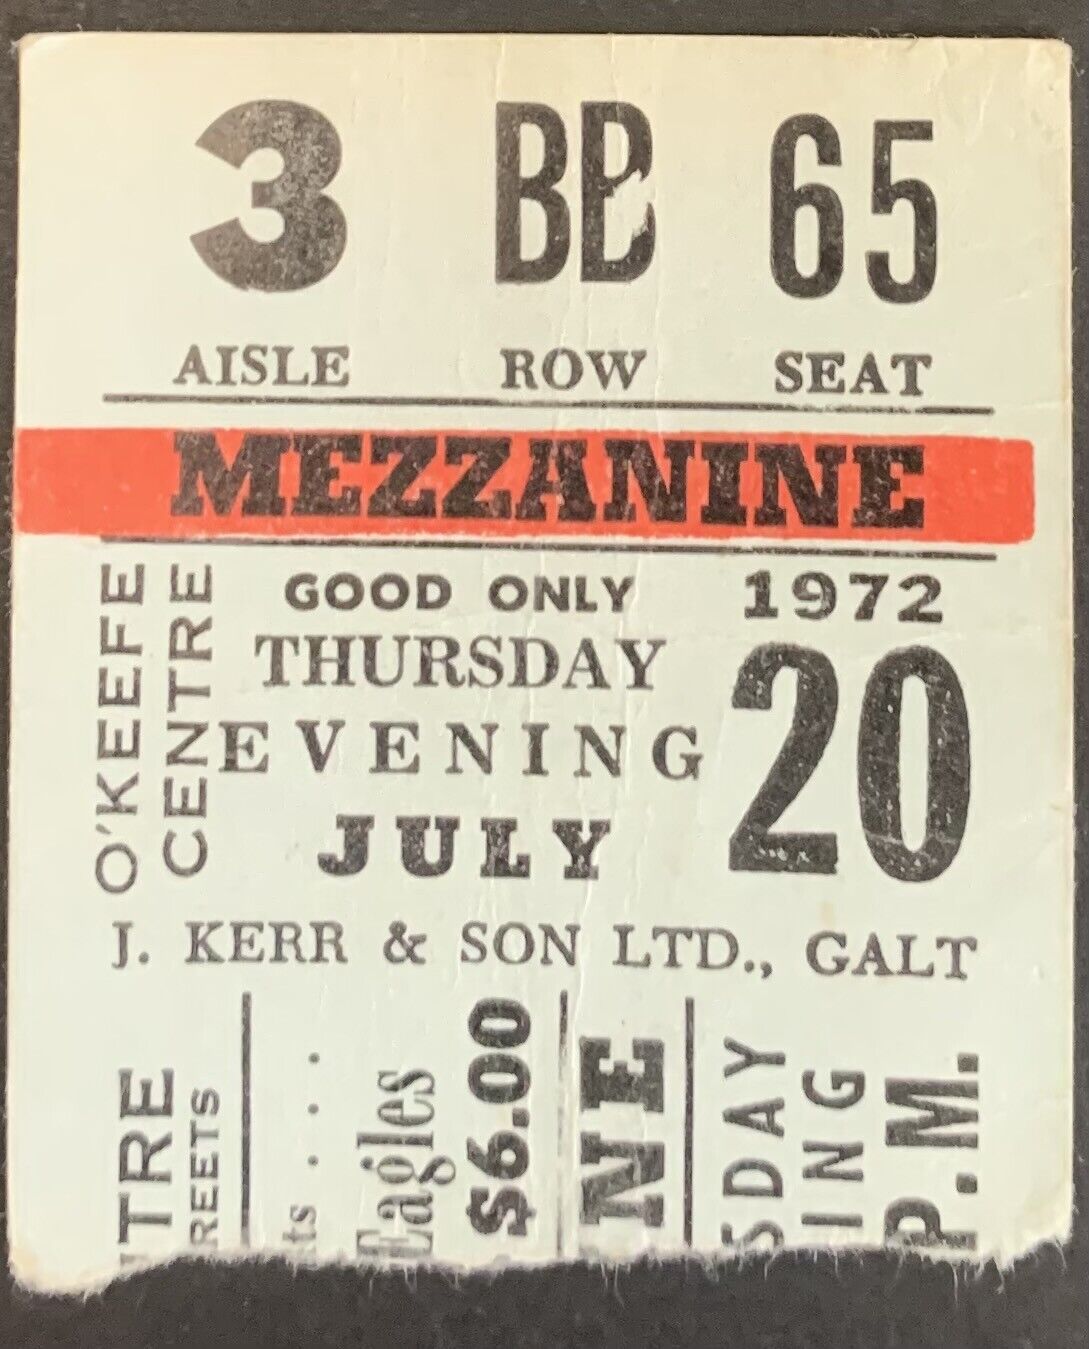 3 BB 65
AISLE ROW SEAT
MEZZANINE
O'KEEFE
CENTRE
GOOD ONLY 1972
THURSDAY
EVENING
JULY
20
J. KERR & SON LTD., GALT
TRE
REETS
ts . . . .
Eagles
$6.00
NE
SDAY
ING
P.M.